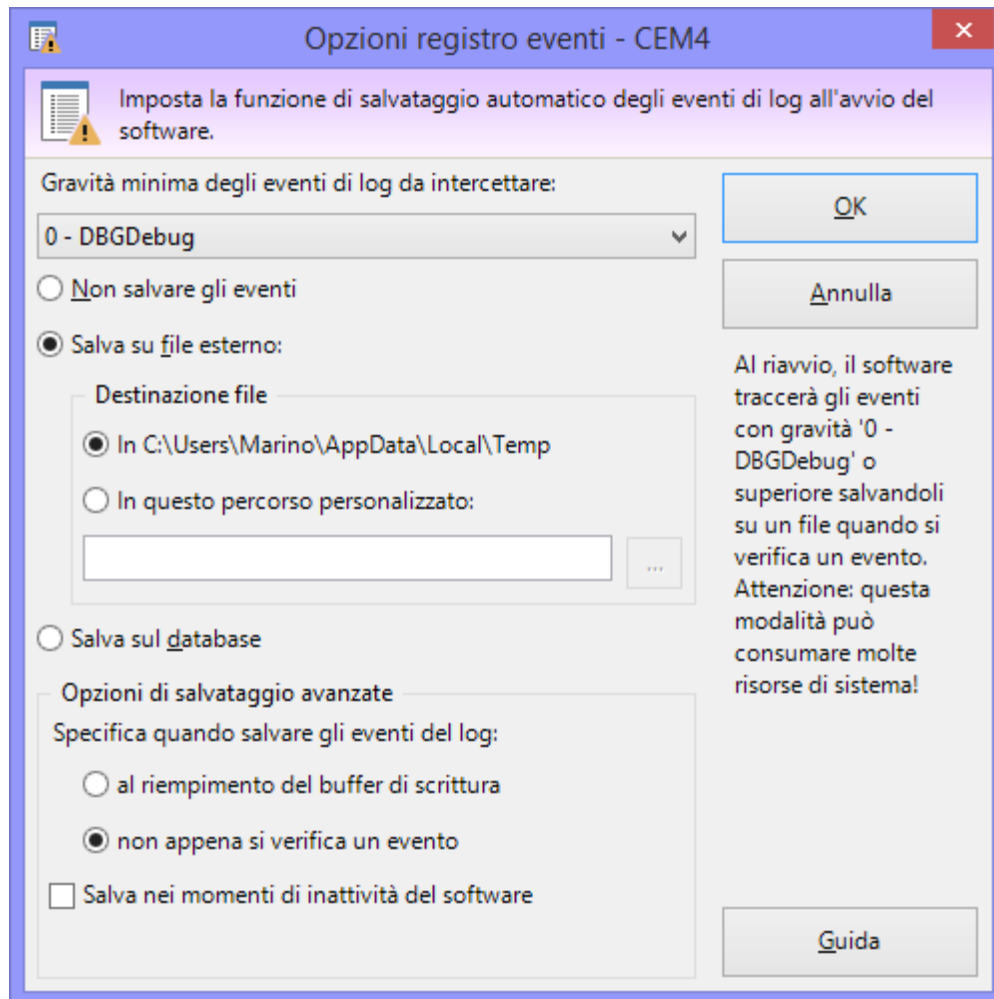 Opzioni registro eventi - CEM4
Imposta la funzione di salvataggio automatico degli eventi di log all'avvio del
software.
Gravità minima degli eventi di log da intercettare:
0 - DBGDebug
Non salvare gli eventi
Salva su file esterno:
Destinazione file
In C:\Users\Marino\AppData\Local\Temp
In questo percorso personalizzato:
...
Salva sul database
Opzioni di salvataggio avanzate
Specifica quando salvare gli eventi del log:
al riempimento del buffer di scrittura
non appena si verifica un evento
Salva nei momenti di inattività del software
OK
Annulla
Al riavvio, il software
traccerà gli eventi
con gravità '0 -
DBGDebug' o
superiore salvandoli
su un file quando si
verifica un evento.
Attenzione: questa
modalità può
consumare molte
risorse di sistema!
Guida